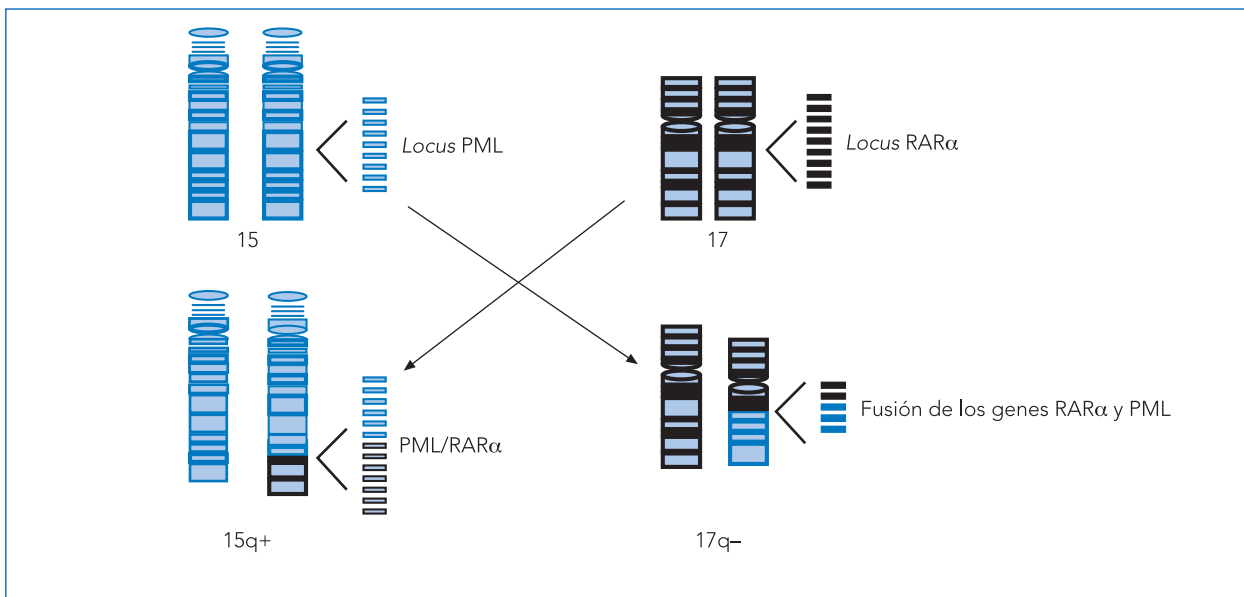 Locus PML
Locus RARα
15
17
PML/RARα
Fusión de los genes RARα y PML
15q+
17q–